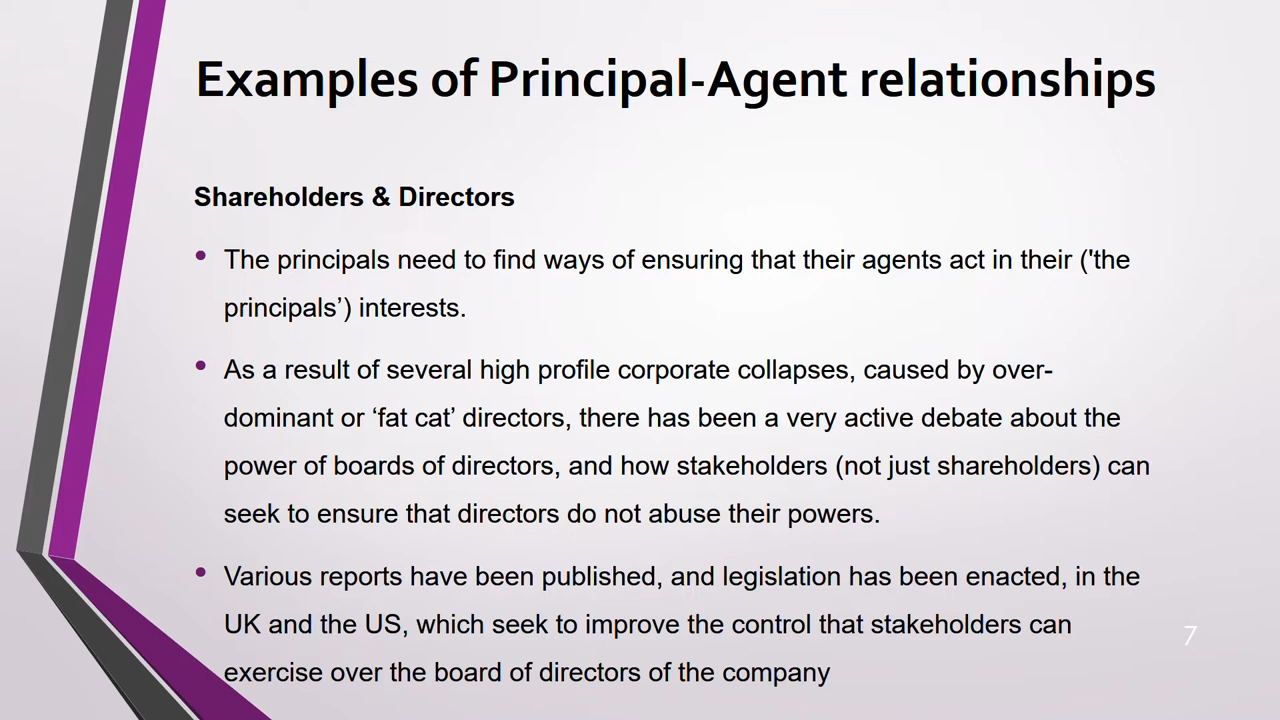 Examples of Principal-Agent relationships
Shareholders & Directors
• The principals need to find ways of ensuring that their agents act in their ('the
principals’) interests.
• As a result of several high profile corporate collapses, caused by over-
dominant or ‘fat cat’ directors, there has been a very active debate about the
power of boards of directors, and how stakeholders (not just shareholders) can
seek to ensure that directors do not abuse their powers.
• Various reports have been published, and legislation has been enacted, in the
UK and the US, which seek to improve the control that stakeholders can
exercise over the board of directors of the company
7